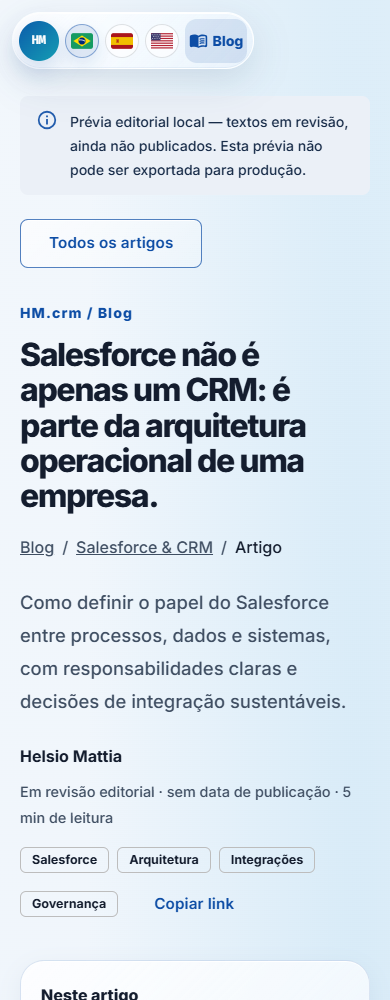 HM Blog
Prévia editorial local — textos em revisão,
ainda não publicados. Esta prévia não
pode ser exportada para produção.
Todos os artigos
HM.crm / Blog
Salesforce não é
apenas um CRM: é
parte da arquitetura
operacional de uma
empresa.
Blog / Salesforce & CRM / Artigo
Como definir o papel do Salesforce
entre processos, dados e sistemas,
com responsabilidades claras e
decisões de integração sustentáveis.
Helsio Mattia
Em revisão editorial · sem data de publicação · 5
min de leitura
Salesforce Arquitetura Integrações
Governança Copiar link
Neste artigo